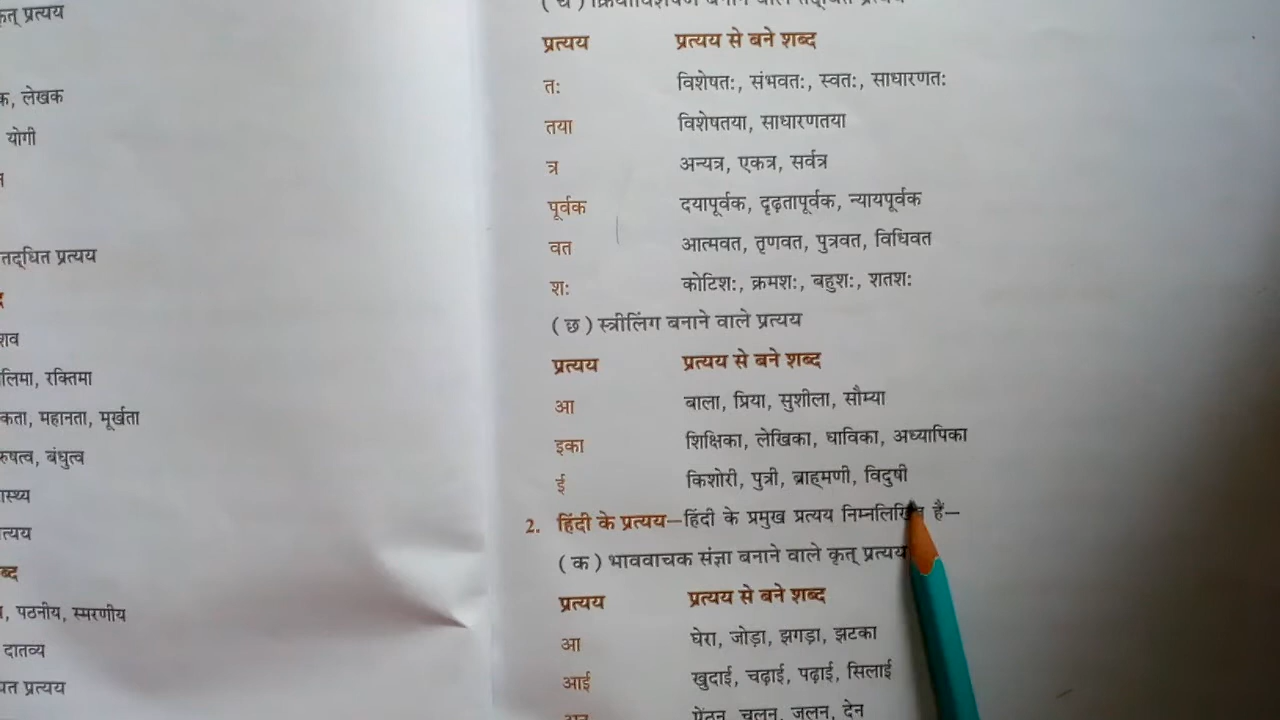 कृत् प्रत्यय
लेखक
योगी
तद्धित प्रत्यय
रक्तिमा
महानता, मूर्खता
बंधुत्व
पठनीय, स्मरणीय
दातव्य
प्रत्यय
प्रत्यय प्रत्यय से बने शब्द
तः विशेषतः, संभवतः, स्वतः, साधारणतः
तया विशेषतया, साधारणतया
त्र अन्यत्र, एकत्र, सर्वत्र
पूर्वक दयापूर्वक, दृढ़तापूर्वक, न्यायपूर्वक
वत आत्मवत, तृणवत, पुत्रवत, विधिवत
शः कोटिशः, क्रमशः, बहुशः, शतशः
(छ) स्त्रीलिंग बनाने वाले प्रत्यय
प्रत्यय प्रत्यय से बने शब्द
आ बाला, प्रिया, सुशीला, सौम्या
इका शिक्षिका, लेखिका, धाविका, अध्यापिका
ई किशोरी, पुत्री, ब्राह्मणी, विदुषी
2. हिंदी के प्रत्यय—हिंदी के प्रमुख प्रत्यय निम्नलिखित हैं—
(क) भाववाचक संज्ञा बनाने वाले कृत् प्रत्यय
प्रत्यय प्रत्यय से बने शब्द
आ घेरा, जोड़ा, झगड़ा, झटका
आई खुदाई, चढ़ाई, पढ़ाई, सिलाई
चलन, जलन, देन